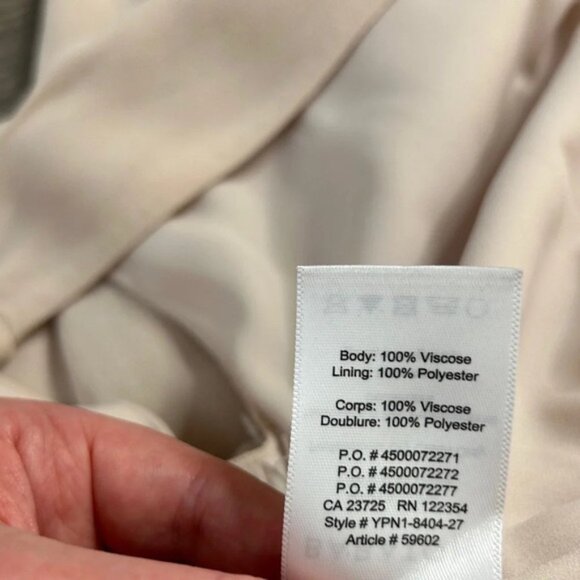 Body: 100% Viscose
Lining: 100% Polyester
Corps: 100% Viscose
Doublure: 100% Polyester
P.O. # 4500072271
P.O. # 4500072272
P.O. # 4500072277
CA 23725 RN 122354
Style # YPN1-8404-27
Article # 59602